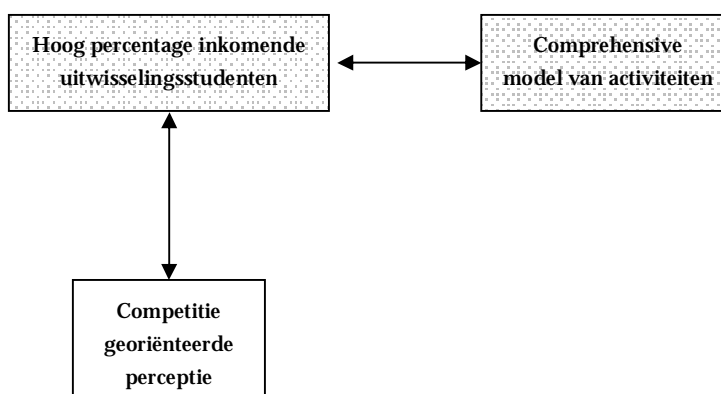 Hoog percentage inkomende
uitwisselingsstudenten
Comprehensive
model van activiteiten
Competitie
georiënteerde
perceptie